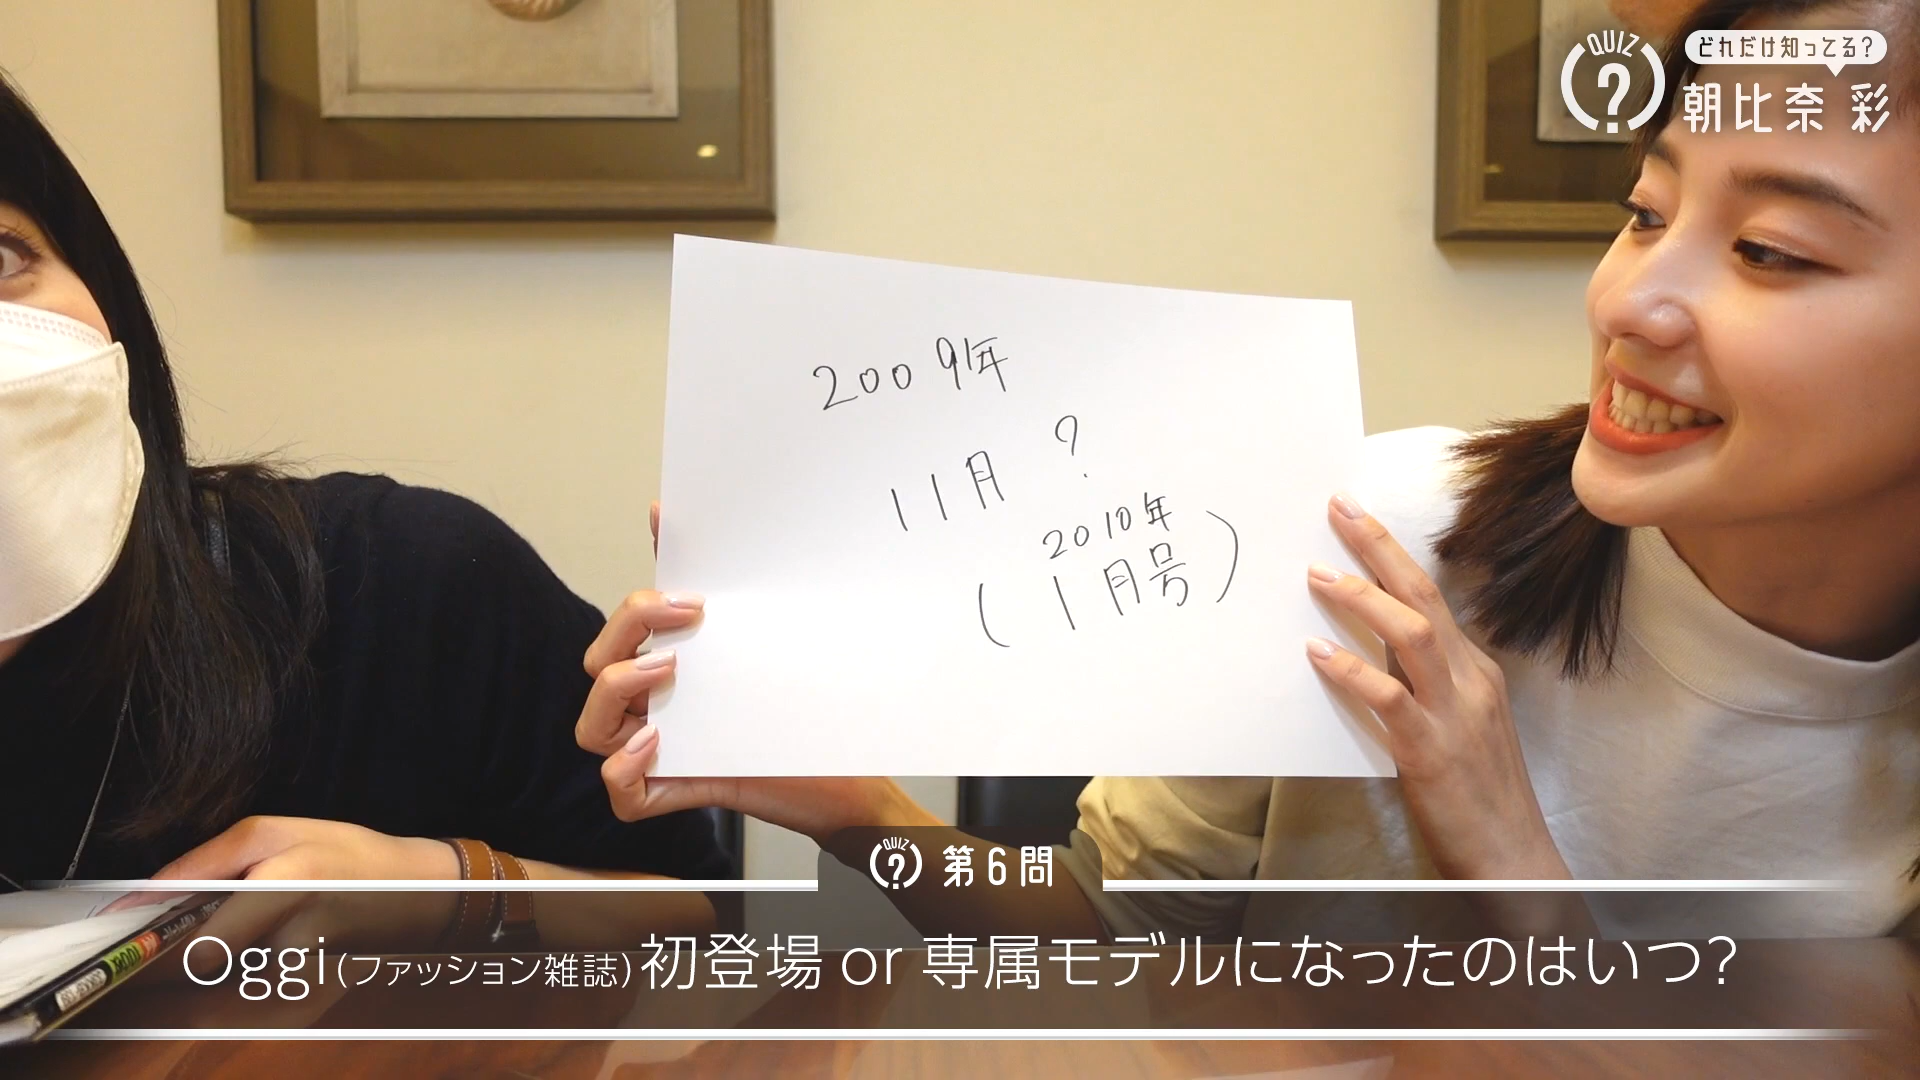 QUIZ
?
どれだけ知ってる?
朝比奈 彩
2009年
11月 ?
2010年
(1月号)
QUIZ
?
第6問
Oggi(ファッション雑誌)初登場 or 専属モデルになったのはいつ?